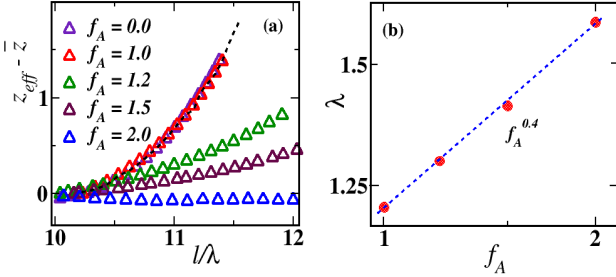 (a)
z_eff - z̅
f_A = 0.0
f_A = 1.0
f_A = 1.2
f_A = 1.5
f_A = 2.0
1
0
10
11
12
l/λ
(b)
λ
1.5
1.25
f_A^0.4
1
2
f_A